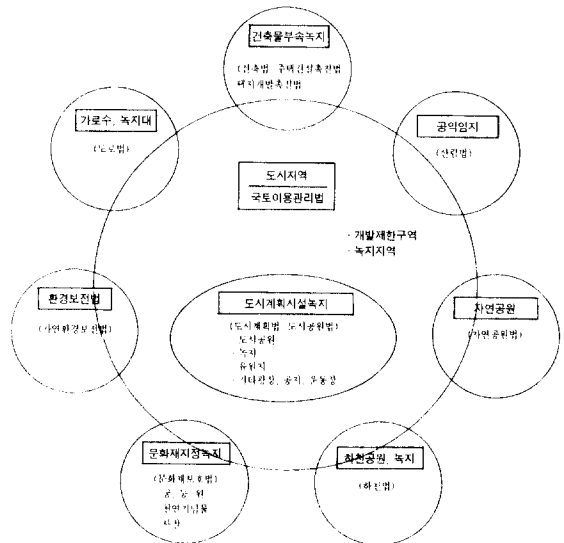 건축물부속녹지
(건축법 주택건설촉진법
택지개발촉진법
가로수, 녹지대
(도로법)
공익임지
(산림법)
도시지역
국토이용관리법
· 개발제한구역
· 녹지지역
환경보전법
(자연환경보전법)
도시계획시설녹지
(도시계획법 도시공원법)
도시공원
· 녹지
유원지
· 기타광장, 공지, 운동장
자연공원
(자연공원법)
문화재지정녹지
(문화재보호법)
궁, 능, 원
천연기념물
사찰
하천공원, 녹지
(하천법)